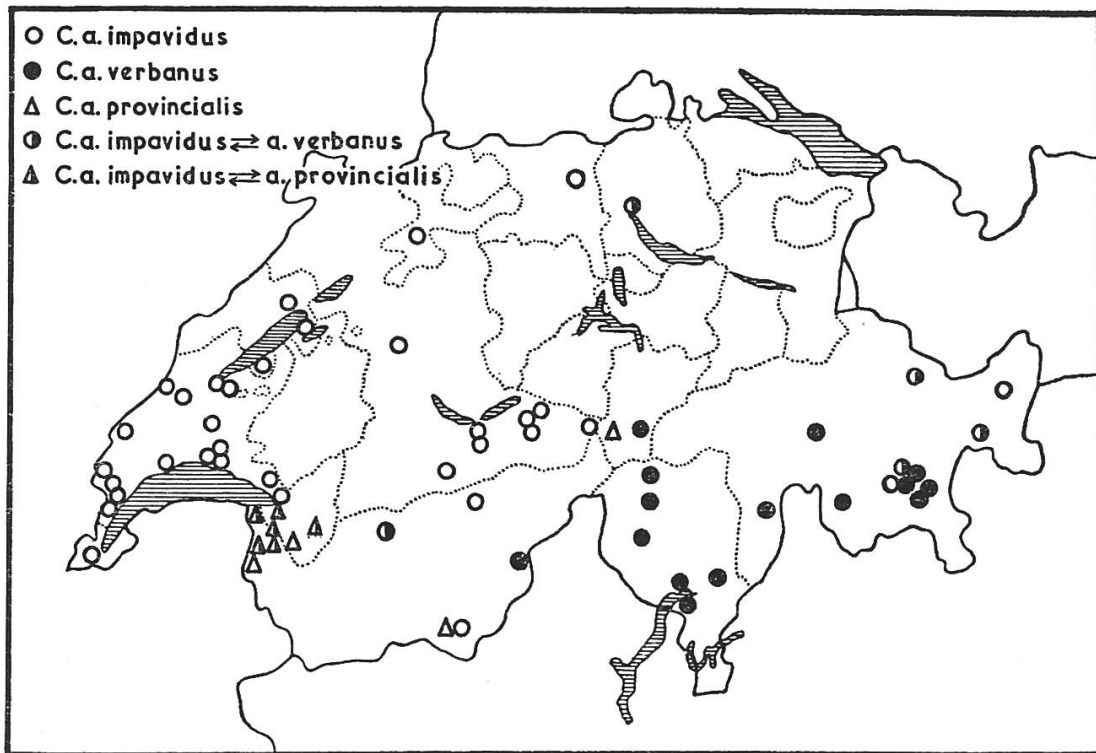 C.a. impavidus
C.a. verbanus
C.a. provincialis
C.a. impavidus ⇄ a. verbanus
C.a. impavidus ⇄ a. provincialis